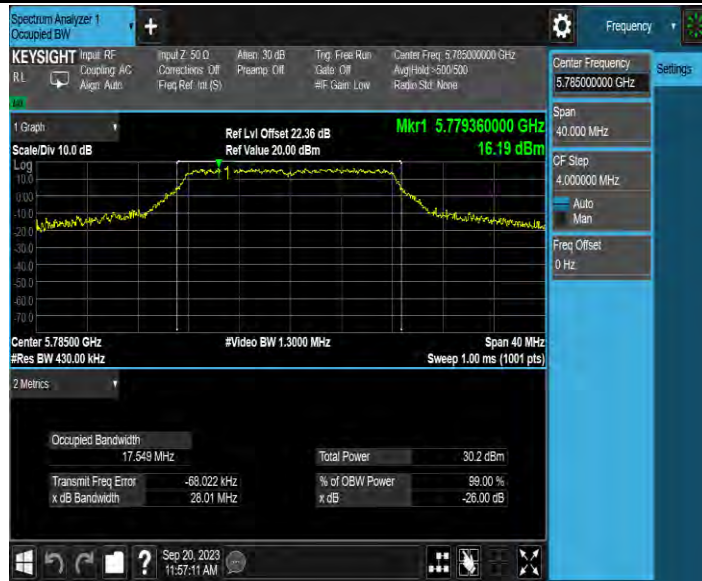 Spectrum Analyzer 1
Occupied BW
Frequency
KEYSIGHT
Input: RF
Coupling: AC
Align: Auto
Input Z: 50 Ω
Corrections: Off
Freq Ref: Int (S)
Atten: 30 dB
Preamp: Off
Trig: Free Run
Gate: Off
#IF Gain: Low
Center Freq: 5.785000000 GHz
Avg|Hold:>500/500
Radio Std: None
RL
Center Frequency
5.785000000 GHz
Settings
Span
40.000 MHz
CF Step
4.000000 MHz
Auto
Man
Freq Offset
0 Hz
1 Graph
Scale/Div 10.0 dB
Ref Lvl Offset 22.36 dB
Ref Value 20.00 dBm
Mkr1 5.779360000 GHz
16.19 dBm
Log
10.0
0.00
-10.0
-20.0
-30.0
-40.0
-50.0
-60.0
-70.0
1
Center 5.78500 GHz
#Res BW 430.00 kHz
#Video BW 1.3000 MHz
Span 40 MHz
Sweep 1.00 ms (1001 pts)
2 Metrics
Occupied Bandwidth
17.549 MHz
Total Power 30.2 dBm
Transmit Freq Error -68.022 kHz
% of OBW Power 99.00 %
x dB Bandwidth 28.01 MHz
x dB -26.00 dB
?
Sep 20, 2023
11:57:11 AM